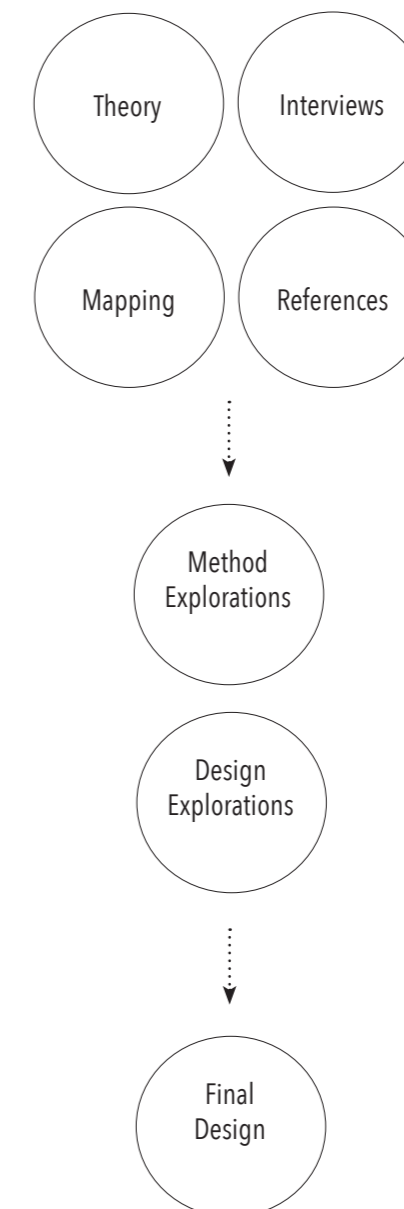 Theory
Interviews
Mapping
References
Method
Explorations
Design
Explorations
Final
Design